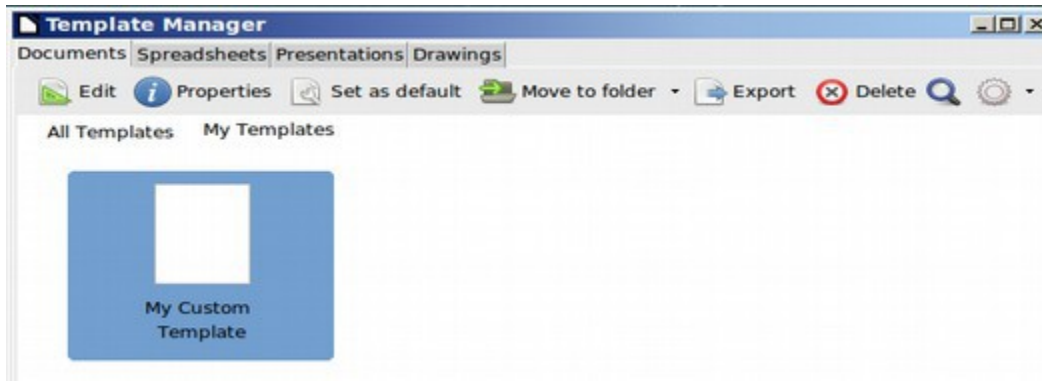 Template Manager
Documents Spreadsheets Presentations Drawings
Edit Properties Set as default Move to folder Export Delete
All Templates My Templates
My Custom
Template